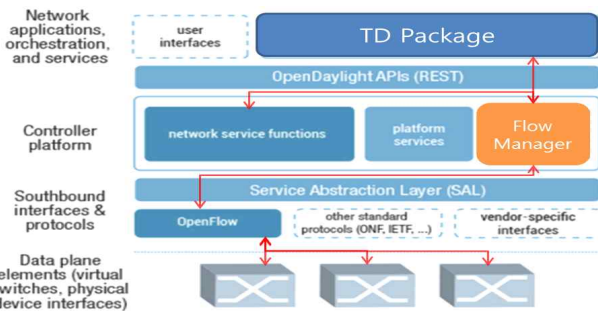 Network
applications,
orchestration,
and services
user
interfaces
TD Package
OpenDaylight APIs (REST)
Controller
platform
network service functions
platform
services
Flow
Manager
Southbound
interfaces &
protocols
Service Abstraction Layer (SAL)
OpenFlow
other standard
protocols (ONF, IETF, ...)
vendor-specific
interfaces
Data plane
elements (virtual
witches, physical
device interfaces)